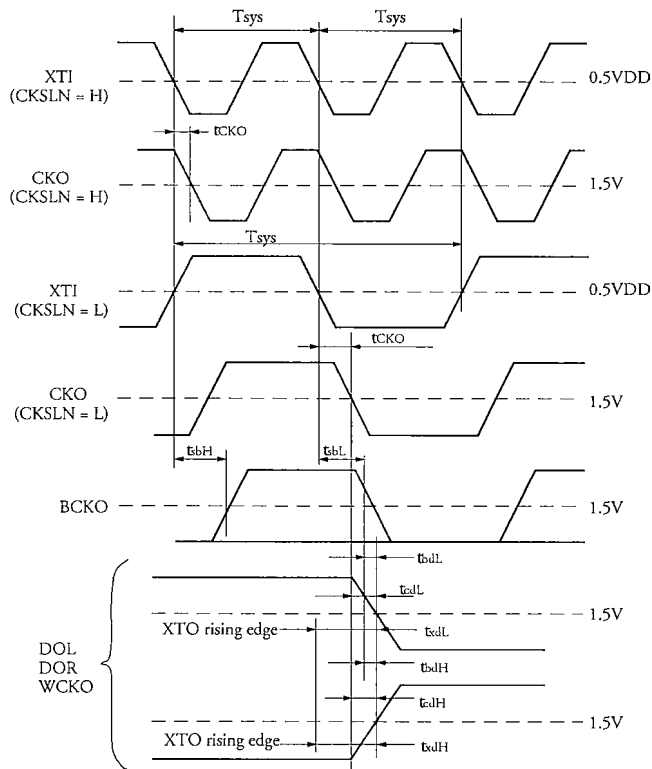 Tsys Tsys
XTI
(CKSLN = H)
0.5VDD
tCKO
CKO
(CKSLN = H)
1.5V
Tsys
XTI
(CKSLN = L)
0.5VDD
tCKO
CKO
(CKSLN = L)
1.5V
tsbH tsbL
BCKO
1.5V
tbdL
tcdL
1.5V
XTO rising edge
txdL
DOL
DOR
WCKO
tbdH
tcdH
1.5V
XTO rising edge
txdH